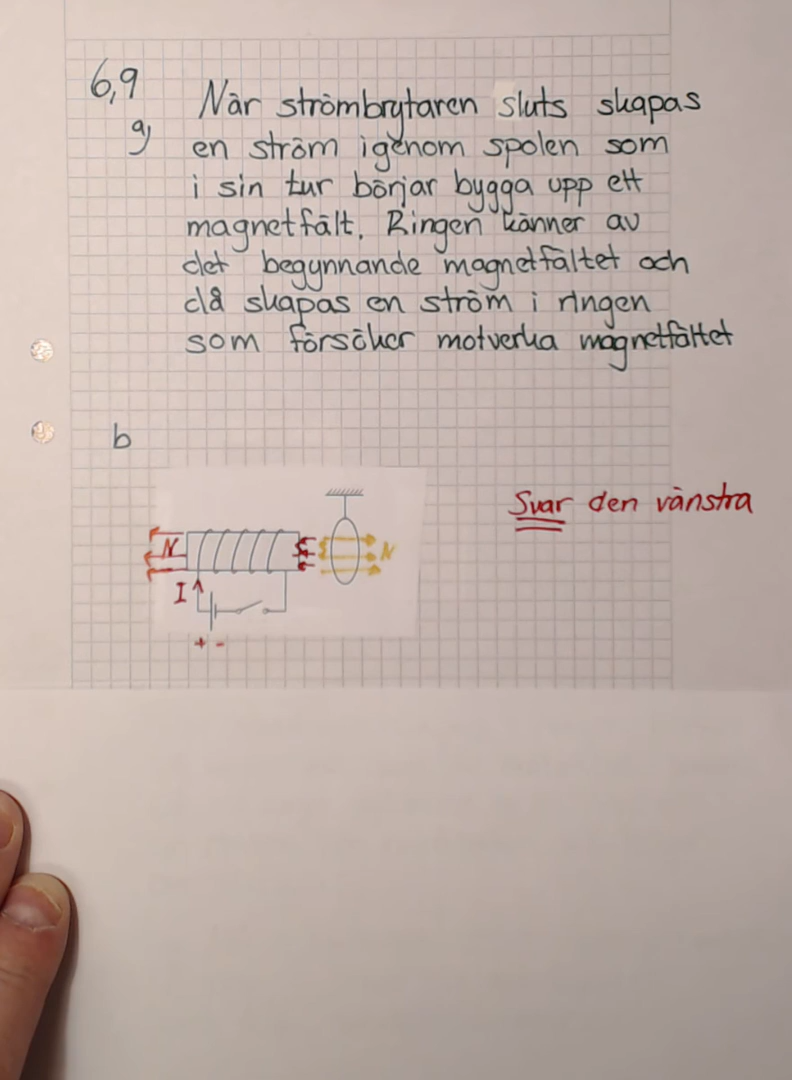 6,9
a) När strömbrytaren sluts skapas
en ström igenom spolen som
i sin tur börjar bygga upp ett
magnetfält. Ringen känner av
det begynnande magnetfältet och
då skapas en ström i ringen
som försöker motverka magnetfältet
b
Svar den vänstra
N S S N
I
+ -